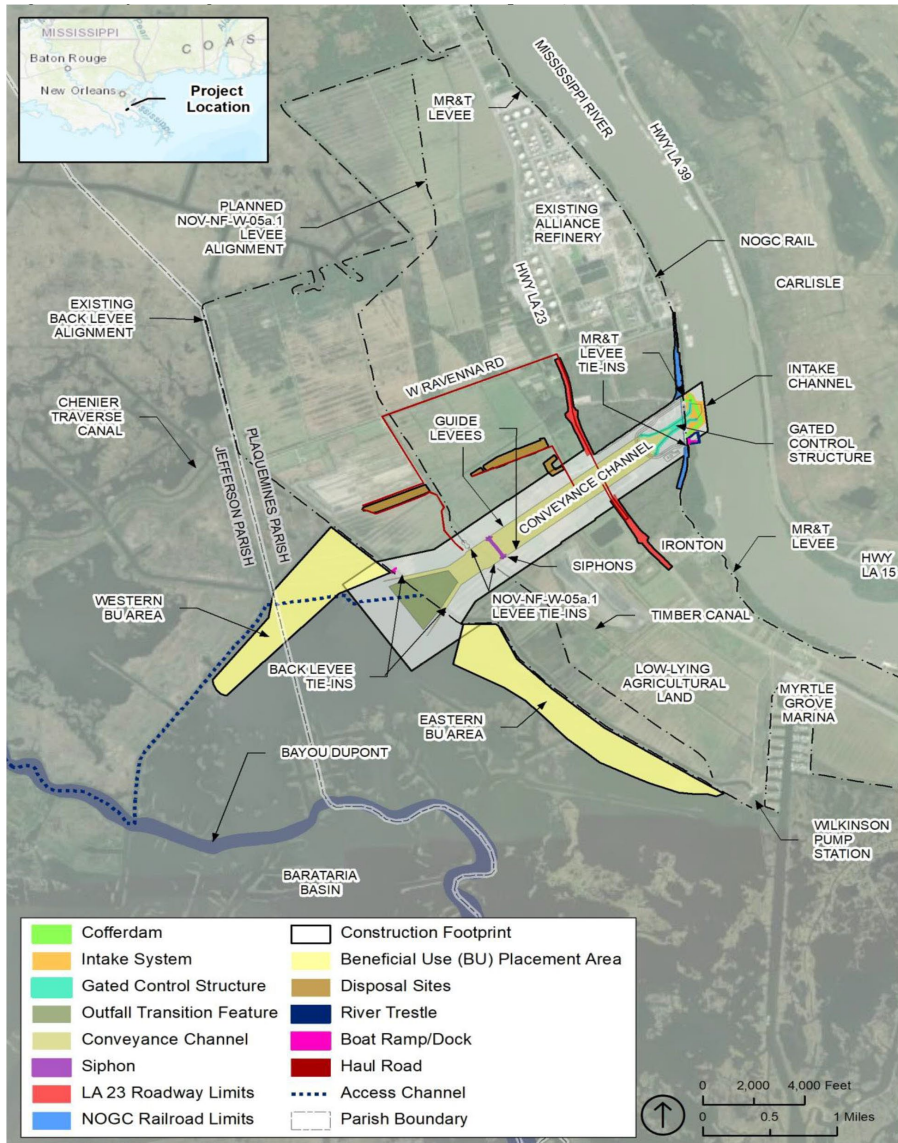 MISSISSIPPI
COAS
Baton Rouge
New Orleans
Project
Location
MR&T
LEVEE
MISSISSIPPI RIVER
HWY LA 39
PLANNED
NOV-NF-W-05a.1
LEVEE
ALIGNMENT
EXISTING
ALLIANCE
REFINERY
NOGC RAIL
HWY LA 23
CARLISLE
EXISTING
BACK LEVEE
ALIGNMENT
MR&T
LEVEE
TIE-INS
INTAKE
CHANNEL
W RAVENNA RD
CHENIER
TRAVERSE
CANAL
GUIDE
LEVEES
GATED
CONTROL
STRUCTURE
PLAQUEMINES PARISH
JEFFERSON PARISH
CONVEYANCE CHANNEL
MR&T
LEVEE
IRONTON
HWY
LA 15
SIPHONS
WESTERN
BU AREA
NOV-NF-W-05a.1
LEVEE TIE-INS
TIMBER CANAL
BACK LEVEE
TIE-INS
LOW-LYING
AGRICULTURAL
LAND
MYRTLE
GROVE
MARINA
EASTERN
BU AREA
BAYOU DUPONT
WILKINSON
PUMP
STATION
BARATARIA
BASIN
Cofferdam
Intake System
Gated Control Structure
Outfall Transition Feature
Conveyance Channel
Siphon
LA 23 Roadway Limits
NOGC Railroad Limits
Construction Footprint
Beneficial Use (BU) Placement Area
Disposal Sites
River Trestle
Boat Ramp/Dock
Haul Road
Access Channel
Parish Boundary
0 2,000 4,000 Feet
0 0.5 1 Miles